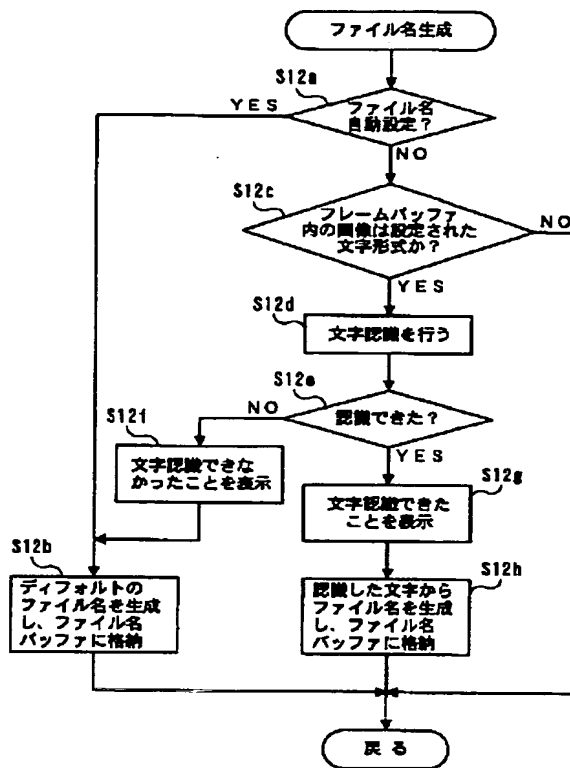 ファイル名生成
S12a
YES
ファイル名
自動設定?
NO
S12c
フレームバッファ
内の画像は設定された
文字形式か?
NO
YES
S12d
文字認識を行う
S12e
NO
認識できた?
S12f
YES
文字認識できな
かったことを表示
S12g
文字認識できた
ことを表示
S12b
ディフォルトの
ファイル名を生成
し、ファイル名
バッファに格納
S12h
認識した文字から
ファイル名を生成
し、ファイル名
バッファに格納
戻る